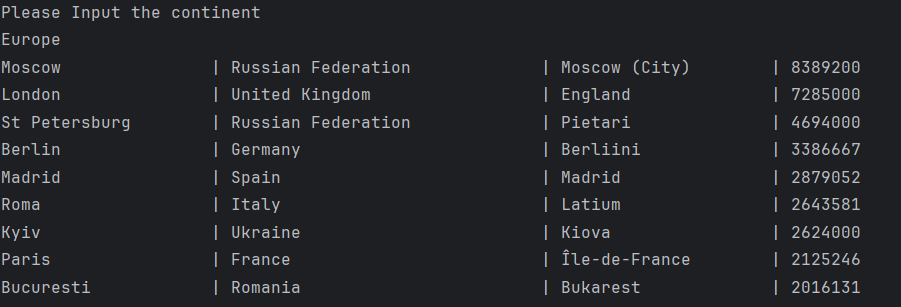 Please Input the continent
Europe
Moscow | Russian Federation | Moscow (City) | 8389200
London | United Kingdom | England | 7285000
St Petersburg | Russian Federation | Pietari | 4694000
Berlin | Germany | Berliini | 3386667
Madrid | Spain | Madrid | 2879052
Roma | Italy | Latium | 2643581
Kyiv | Ukraine | Kiova | 2624000
Paris | France | Île-de-France | 2125246
Bucuresti | Romania | Bukarest | 2016131